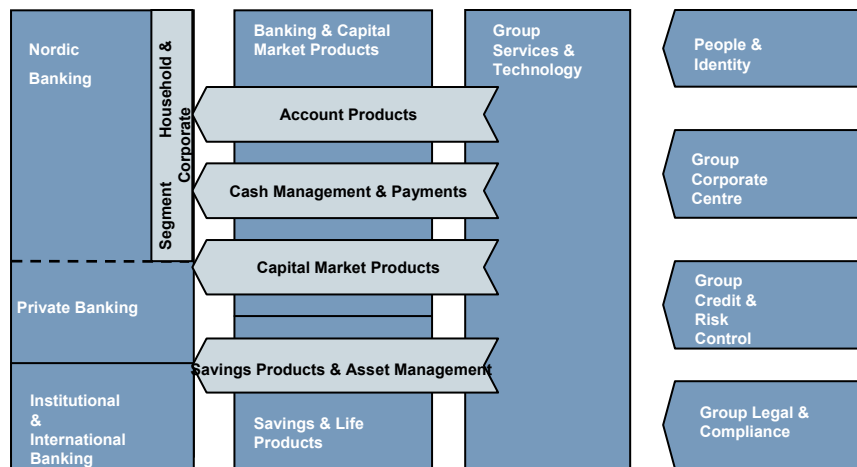 Nordic
Banking
Segment Household &
Corporate
Private Banking
Institutional
&
International
Banking
Banking & Capital
Market Products
Account Products
Cash Management & Payments
Capital Market Products
Savings Products & Asset Management
Savings & Life
Products
Group
Services &
Technology
People &
Identity
Group
Corporate
Centre
Group
Credit &
Risk
Control
Group Legal &
Compliance